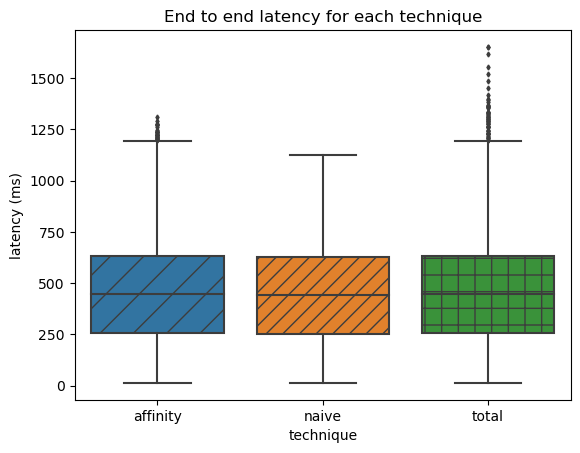 End to end latency for each technique
1500
1250
1000
750
500
250
0
latency (ms)
affinity naive total
technique